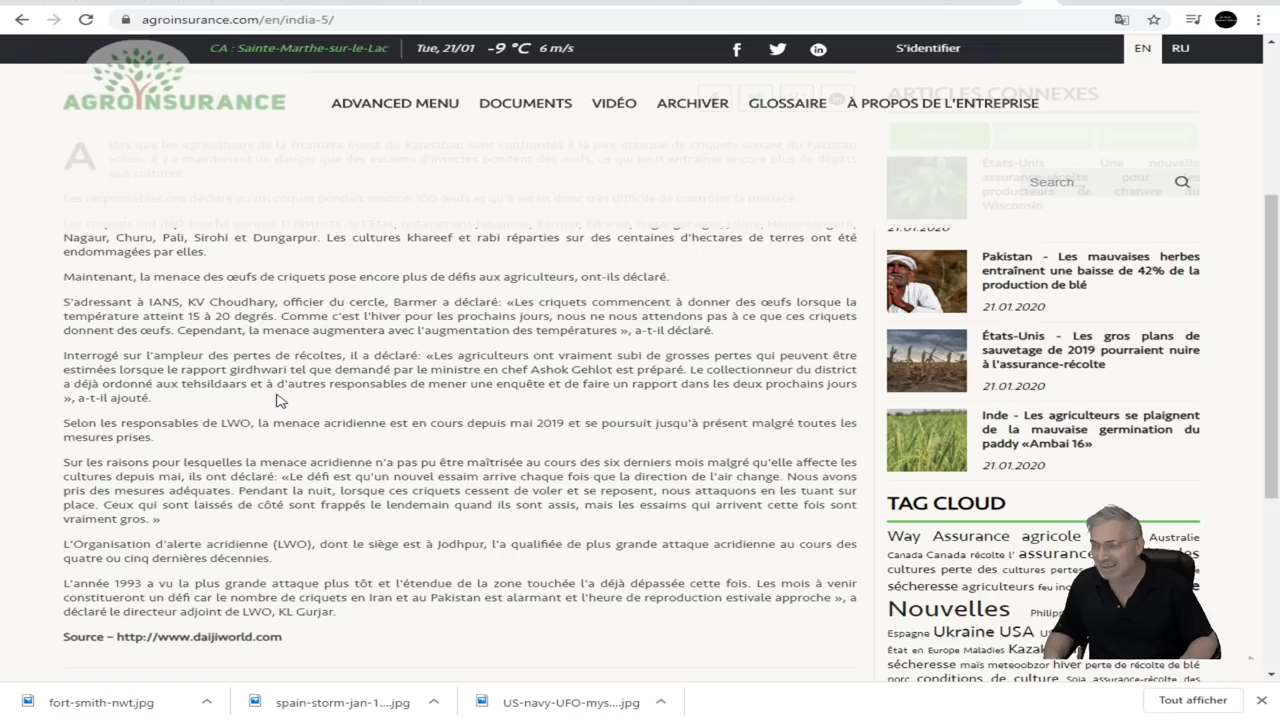 agroinsurance.com/en/india-5/
CA : Sainte-Marthe-sur-le-Lac
Tue, 21/01 -9 °C 6 m/s
S'identifier
EN RU
AGROINSURANCE
ADVANCED MENU DOCUMENTS VIDÉO ARCHIVER GLOSSAIRE À PROPOS DE L'ENTREPRISE
ARTICLES CONNEXES
Search...
Alors que les agriculteurs de la frontière ouest du Rajasthan sont confrontés à la pire attaque de criquets venant du Pakistan
voisin, il y a maintenant un danger que des essaims d'insectes pondent des œufs, ce qui peut entraîner encore plus de dégâts
aux cultures.
Les responsables ont déclaré qu'un criquet pondait environ 100 œufs et qu'il serait donc très difficile de contrôler la menace
Les criquets ont déjà
Nagaur, Churu, Pali, Sirohi et Dungarpur. Les cultures khareef et rabi réparties sur des centaines d'hectares de terres ont été
endommagées par elles.
Maintenant, la menace des œufs de criquets pose encore plus de défis aux agriculteurs, ont-ils déclaré.
S'adressant à IANS, KV Choudhary, officier du cercle, Barmer a déclaré: «Les criquets commencent à donner des œufs lorsque la
température atteint 15 à 20 degrés. Comme c'est l'hiver pour les prochains jours, nous ne nous attendons pas à ce que ces criquets
donnent des œufs. Cependant, la menace augmentera avec l'augmentation des températures », a-t-il déclaré.
Interrogé sur l'ampleur des pertes de récoltes, il a déclaré: «Les agriculteurs ont vraiment subi de grosses pertes qui peuvent être
estimées lorsque le rapport girdhwari tel que demandé par le ministre en chef Ashok Gehlot est préparé. Le collectionneur du district
a déjà ordonné aux tehsildaars et à d'autres responsables de mener une enquête et de faire un rapport dans les deux prochains jours
», a-t-il ajouté.
Selon les responsables de LWO, la menace acridienne est en cours depuis mai 2019 et se poursuit jusqu'à présent malgré toutes les
mesures prises.
Sur les raisons pour lesquelles la menace acridienne n'a pas pu être maîtrisée au cours des six derniers mois malgré qu'elle affecte les
cultures depuis mai, ils ont déclaré: «Le défi est qu'un nouvel essaim arrive chaque fois que la direction de l'air change. Nous avons
pris des mesures adéquates. Pendant la nuit, lorsque ces criquets cessent de voler et se reposent, nous attaquons en les tuant sur
place. Ceux qui sont laissés de côté sont frappés le lendemain quand ils sont assis, mais les essaims qui arrivent cette fois sont
vraiment gros. »
L'Organisation d'alerte acridienne (LWO), dont le siège est à Jodhpur, l'a qualifiée de plus grande attaque acridienne au cours des
quatre ou cinq dernières décennies.
L'année 1993 a vu la plus grande attaque plus tôt et l'étendue de la zone touchée l'a déjà dépassée cette fois. Les mois à venir
constitueront un défi car le nombre de criquets en Iran et au Pakistan est alarmant et l'heure de reproduction estivale approche », a
déclaré le directeur adjoint de LWO, KL Gurjar.
Source – http://www.daijiworld.com
États-Unis – Une nouvelle
assurance-récolte pour les
producteurs de chanvre du
Wisconsin
21.01.2020
Pakistan - Les mauvaises herbes
entraînent une baisse de 42% de la
production de blé
21.01.2020
États-Unis - Les gros plans de
sauvetage de 2019 pourraient nuire
à l'assurance-récolte
21.01.2020
Inde - Les agriculteurs se plaignent
de la mauvaise germination du
paddy «Ambai 16»
21.01.2020
TAG CLOUD
Way Assurance agricole Australie
Canada Canada récolte l' assurance
cultures perte des cultures
sécheresse agriculteurs feu
Nouvelles
Espagne Ukraine USA
État en Europe Maladies
sécheresse maïs meteoobzor hiver perte de récolte de blé
conditions de culture Soja assurance-récolte des
fort-smith-nwt.jpg spain-storm-jan-1....jpg US-navy-UFO-mys....jpg Tout afficher